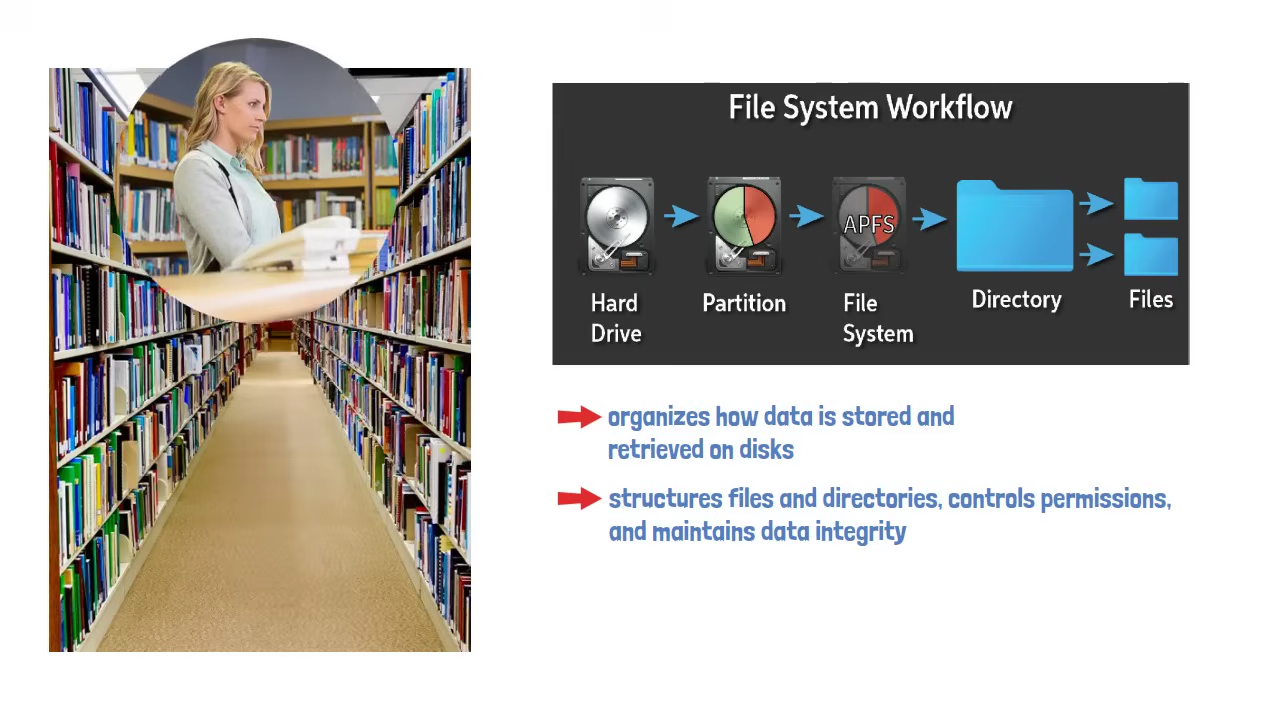 File System Workflow
APFS
Hard
Drive
Partition
File
System
Directory
Files
organizes how data is stored and
retrieved on disks
structures files and directories, controls permissions,
and maintains data integrity